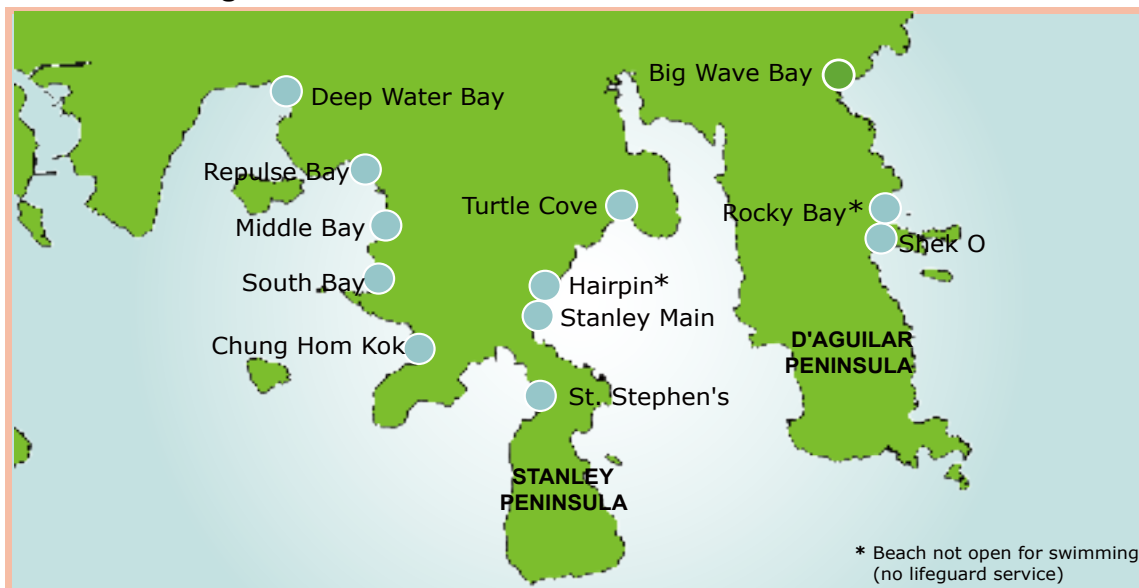 Big Wave Bay
Deep Water Bay
Repulse Bay
Turtle Cove
Rocky Bay*
Middle Bay
Shek O
South Bay
Hairpin*
Stanley Main
Chung Hom Kok
D'AGUILAR
PENINSULA
St. Stephen's
STANLEY
PENINSULA
* Beach not open for swimming
(no lifeguard service)